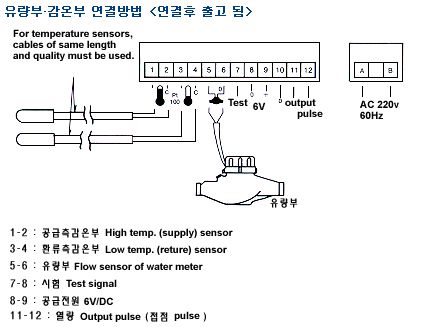 유량부·감온부 연결방법 <연결후 출고 됨>
For temperature sensors,
cables of same length
and quality must be used.
1 2 3 4 5 6 7 8 9 10 11 12
A B
C Pt 100 C
0 + 0
Test 6V output
pulse
AC 220v
60Hz
유량부
1-2 : 공급측감온부 High temp. (supply) sensor
3-4 : 환류측감온부 Low temp. (reture) sensor
5-6 : 유량부 Flow sensor of water meter
7-8 : 시험 Test signal
8-9 : 공급전원 6V/DC
11-12 : 열량 Output pulse (접점 pulse )